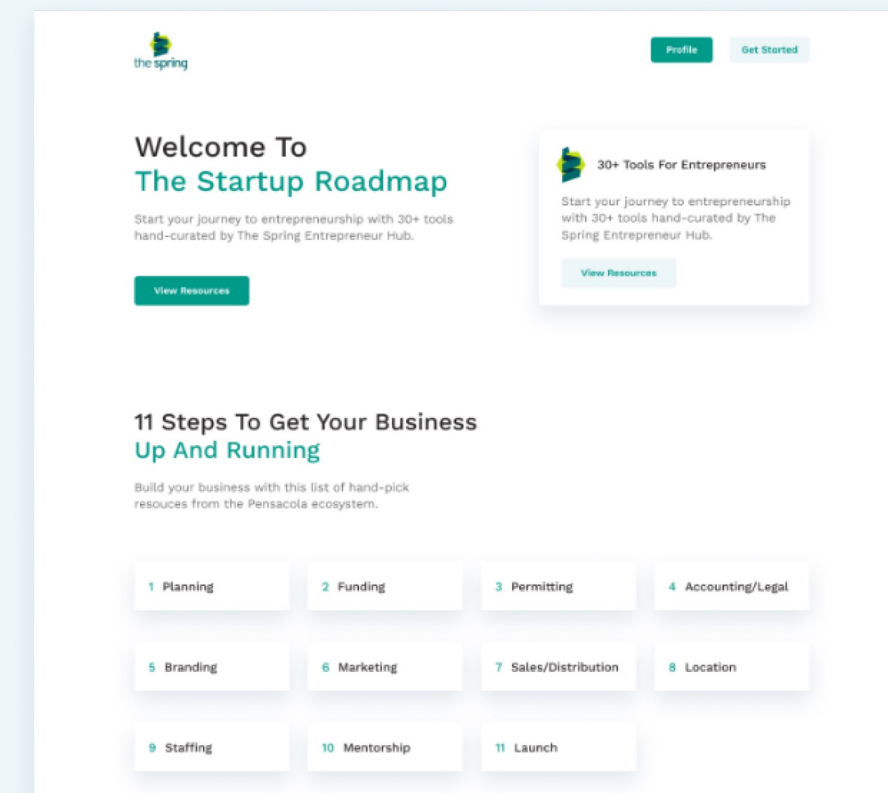 the spring
Profile
Get Started
Welcome To
The Startup Roadmap
Start your journey to entrepreneurship with 30+ tools
hand-curated by The Spring Entrepreneur Hub.
View Resources
30+ Tools For Entrepreneurs
Start your journey to entrepreneurship
with 30+ tools hand-curated by The
Spring Entrepreneur Hub.
View Resources
11 Steps To Get Your Business
Up And Running
Build your business with this list of hand-pick
resouces from the Pensacola ecosystem.
1 Planning
2 Funding
3 Permitting
4 Accounting/Legal
5 Branding
6 Marketing
7 Sales/Distribution
8 Location
9 Staffing
10 Mentorship
11 Launch